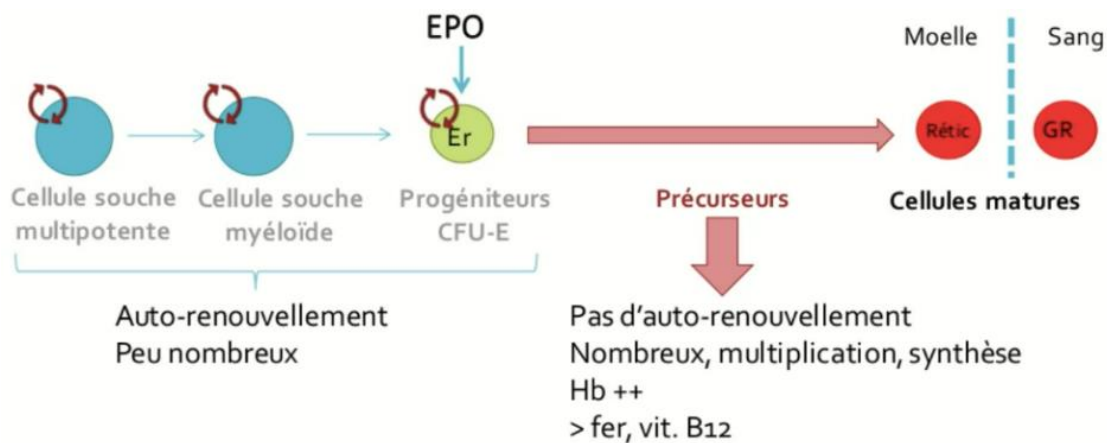 EPO
Moelle
Sang
Er
Rétic
GR
Cellule souche
multipotente
Cellule souche
myéloïde
Progéniteurs
CFU-E
Précurseurs
Cellules matures
Auto-renouvellement
Peu nombreux
Pas d'auto-renouvellement
Nombreux, multiplication, synthèse
Hb ++
> fer, vit. B12